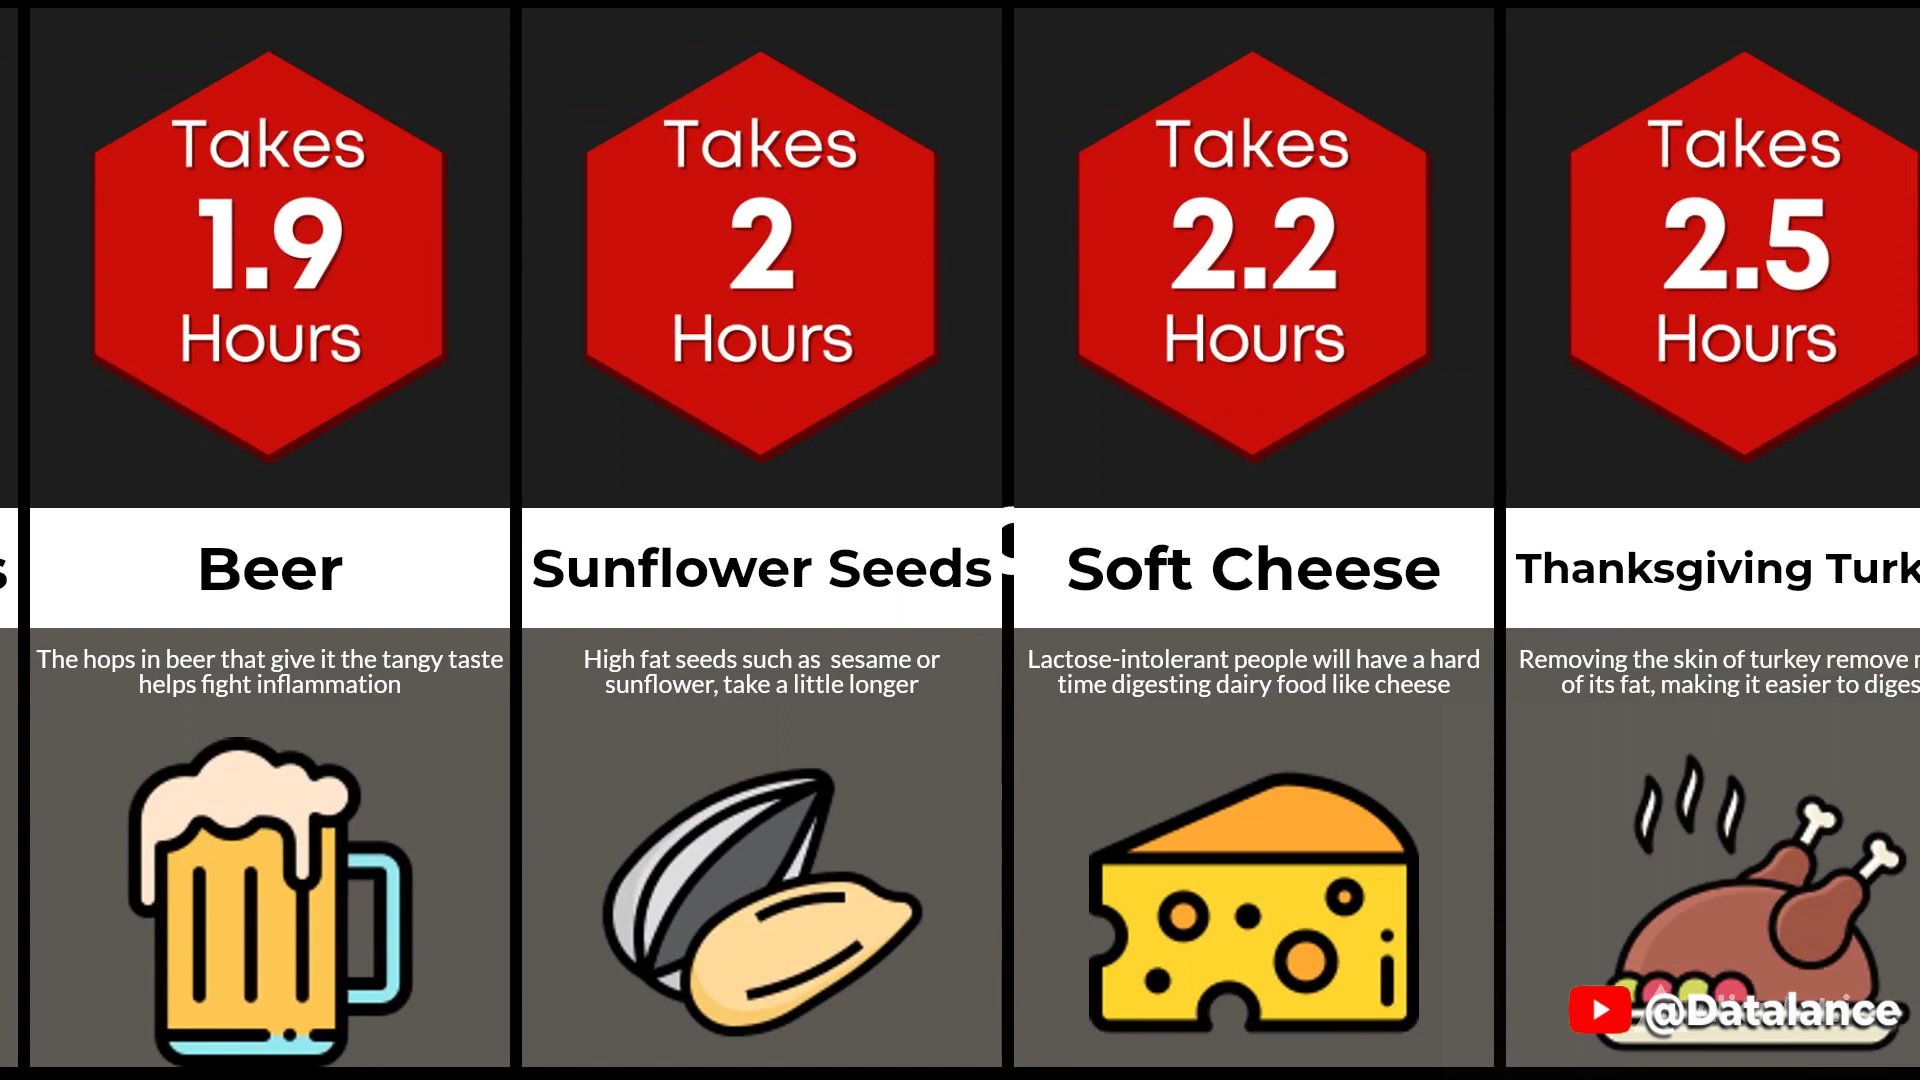 Takes
1.9
Hours
Beer
The hops in beer that give it the tangy taste
helps fight inflammation
Takes
2
Hours
Sunflower Seeds
High fat seeds such as sesame or
sunflower, take a little longer
Takes
2.2
Hours
Soft Cheese
Lactose-intolerant people will have a hard
time digesting dairy food like cheese
Takes
2.5
Hours
Thanksgiving Turk
Removing the skin of turkey remove
of its fat, making it easier to diges
@Datalance